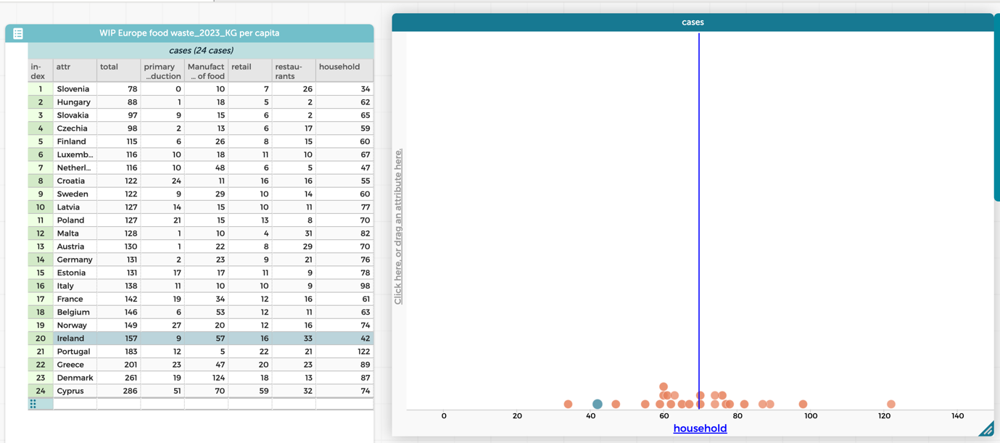 WIP Europe food waste_2023_KG per capita
cases (24 cases)
in-
dex attr total primary
...duction Manufact
... of food retail restau-
rants household
1 Slovenia 78 0 10 7 26 34
2 Hungary 88 1 18 5 2 62
3 Slovakia 97 9 15 6 2 65
4 Czechia 98 2 13 6 17 59
5 Finland 115 6 26 8 15 60
6 Luxemb... 116 10 18 11 10 67
7 Netherl... 116 10 48 6 5 47
8 Croatia 122 24 11 16 16 55
9 Sweden 122 9 29 10 14 60
10 Latvia 127 14 15 10 11 77
11 Poland 127 21 15 13 8 70
12 Malta 128 1 10 4 31 82
13 Austria 130 1 22 8 29 70
14 Germany 131 2 23 9 21 76
15 Estonia 131 17 17 11 9 78
16 Italy 138 11 10 10 9 98
17 France 142 19 34 12 16 61
18 Belgium 146 6 53 12 11 63
19 Norway 149 27 20 12 16 74
20 Ireland 157 9 57 16 33 42
21 Portugal 183 12 5 22 21 122
22 Greece 201 23 47 20 23 89
23 Denmark 261 19 124 18 13 87
24 Cyprus 286 51 70 59 32 74
cases
Click here, or drag an attribute here.
0 20 40 60 80 100 120 140
household